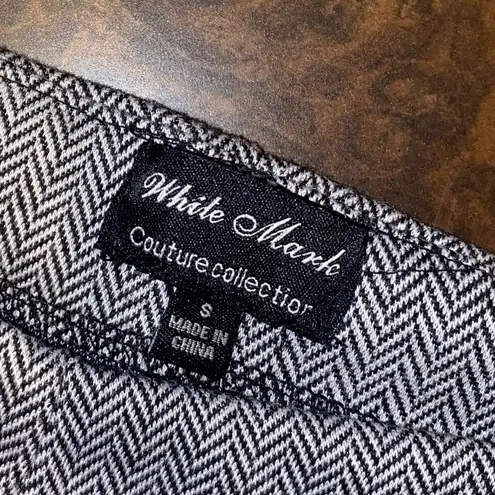 White Mark
Couture collection
S
MADE IN
CHINA